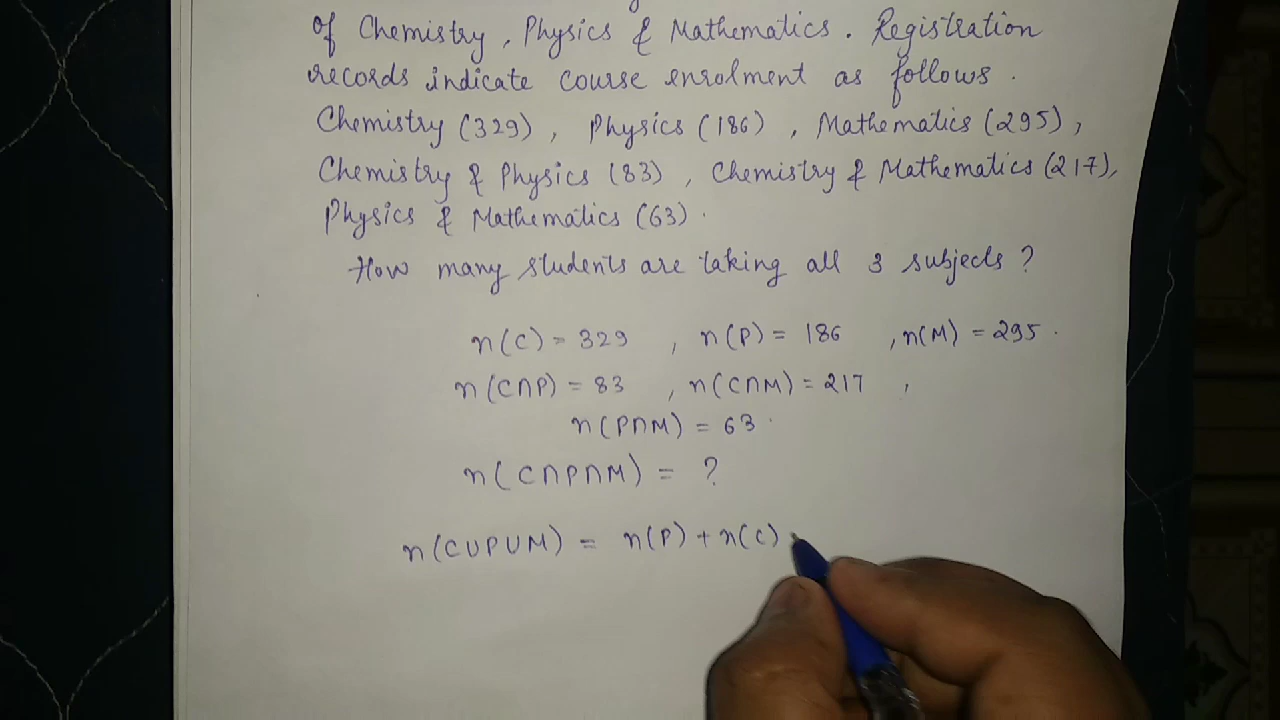 of Chemistry, Physics & Mathematics. Registration
records indicate course enrolment as follows.
Chemistry (329), Physics (186), Mathematics (295),
Chemistry & Physics (83), Chemistry & Mathematics (217),
Physics & Mathematics (63).
How many students are taking all 3 subjects?
n(C) = 329, n(P) = 186, n(M) = 295.
n(C∩P) = 83, n(C∩M) = 217,
n(P∩M) = 63.
n(C∩P∩M) = ?
n(C∪P∪M) = n(P) + n(C)